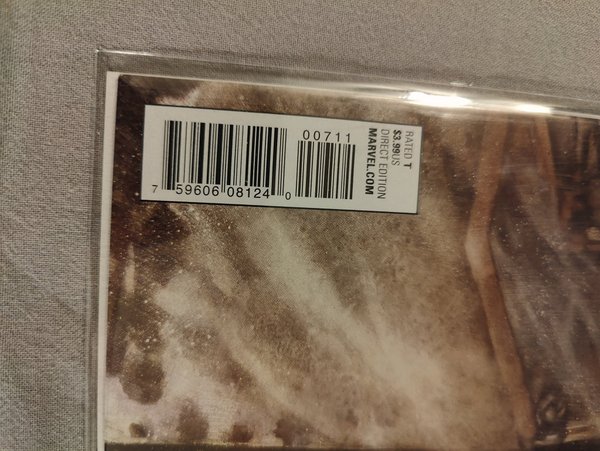 00711
7 59606 08124 0
RATED T
$3.99US
DIRECT EDITION
MARVEL.COM